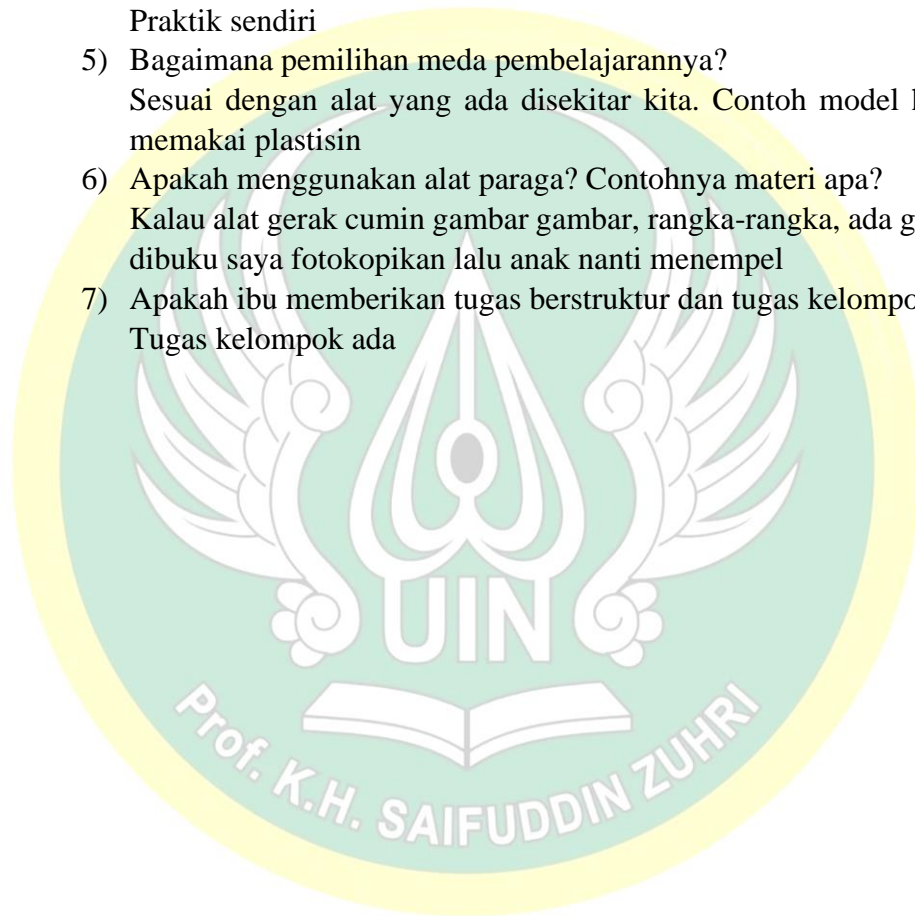 Praktik sendiri
5) Bagaimana pemilihan meda pembelajarannya?
Sesuai dengan alat yang ada disekitar kita. Contoh model
memakai plastisin
6) Apakah menggunakan alat paraga? Contohnya materi apa?
Kalau alat gerak cumin gambar gambar, rangka-rangka, ada
dibuku saya fotokopikan lalu anak nanti menempel
7) Apakah ibu memberikan tugas berstruktur dan tugas
Tugas kelompok ada
UIN
Prof. K.H. SAIFUDDIN ZUHRI